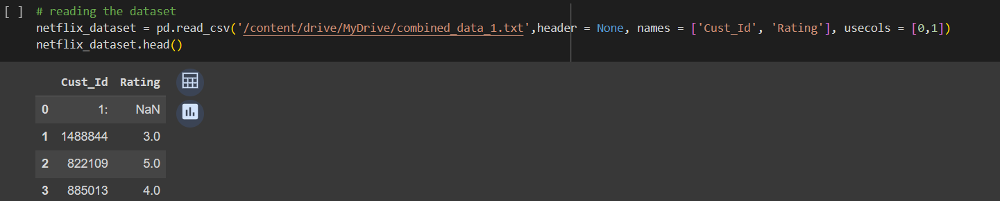 [ ] # reading the dataset
netflix_dataset = pd.read_csv('/content/drive/MyDrive/combined_data_1.txt',header = None, names = ['Cust_Id', 'Rating'], usecols = [0,1])
netflix_dataset.head()
Cust_Id Rating
0 1: NaN
1 1488844 3.0
2 822109 5.0
3 885013 4.0